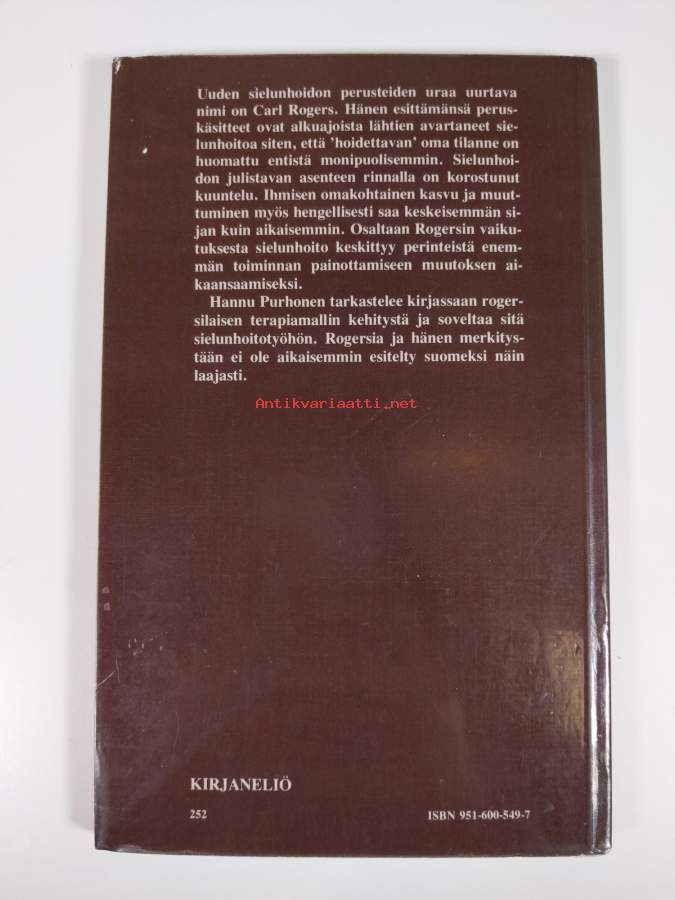 Uuden sielunhoidon perusteiden uraa uurtava
nimi on Carl Rogers. Hänen esittämänsä perus-
käsitteet ovat alkuajoista lähtien avartaneet sie-
lunhoitoa siten, että 'hoidettavan' oma tilanne on
huomattu entistä monipuolisemmin. Sielunhoi-
don julistavan asenteen rinnalla on korostunut
kuuntelu. Ihmisen omakohtainen kasvu ja muut-
tuminen myös hengellisesti saa keskeisemmän si-
jan kuin aikaisemmin. Osaltaan Rogersin vaiku-
tuksesta sielunhoito keskittyy perinteistä enem-
män toiminnan painottamiseen muutoksen ai-
kaansaamiseksi.
Hannu Purhonen tarkastelee kirjassaan roger-
silaisen terapiamallin kehitystä ja soveltaa sitä
sielunhoitotyöhön. Rogersia ja hänen merkitys-
tään ei ole aikaisemmin esitelty suomeksi näin
laajasti.
Antikvariaatti.net
KIRJANELIÖ
252 ISBN 951-600-549-7